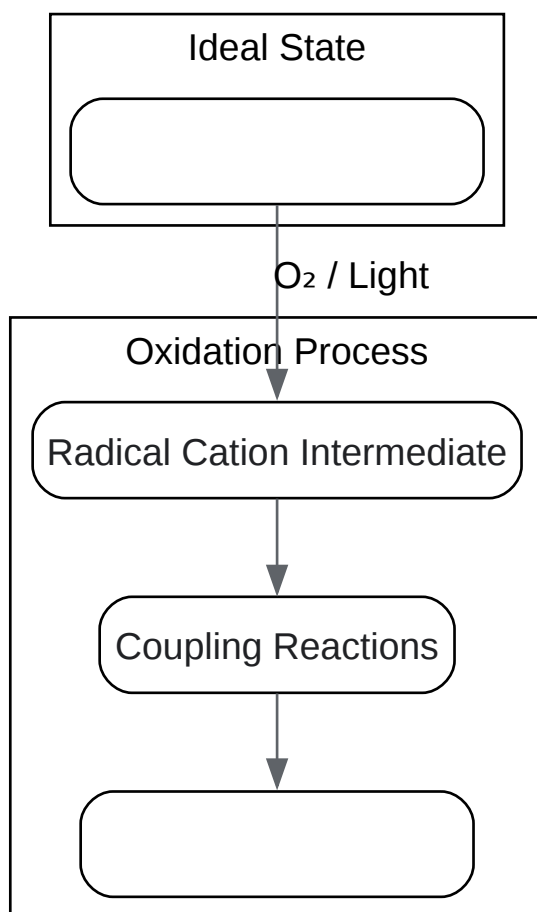 Ideal State
O₂ / Light
Oxidation Process
Radical Cation Intermediate
Coupling Reactions